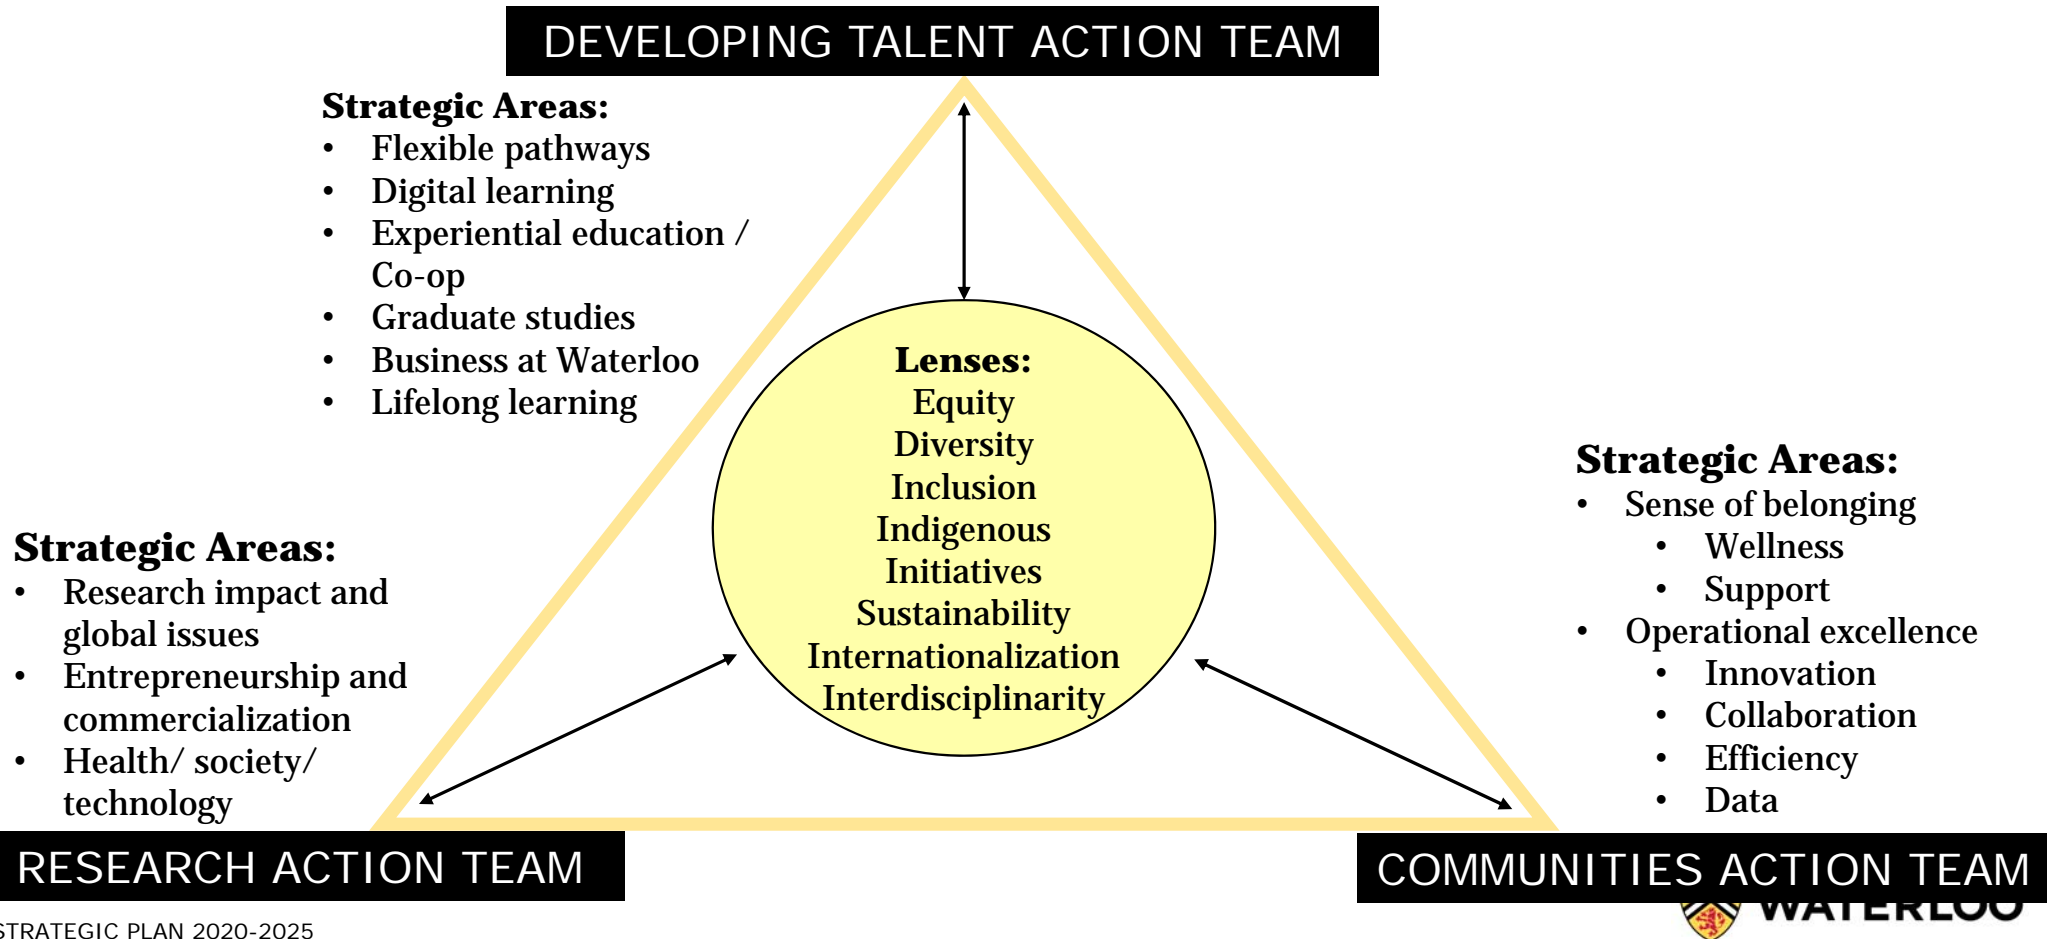 DEVELOPING TALENT ACTION TEAM
Strategic Areas:
• Flexible pathways
• Digital learning
• Experiential education /
Co-op
• Graduate studies
• Business at Waterloo
• Lifelong learning
Lenses:
Equity
Diversity
Inclusion
Indigenous
Initiatives
Sustainability
Internationalization
Interdisciplinarity
Strategic Areas:
• Research impact and
global issues
• Entrepreneurship and
commercialization
• Health/ society/
technology
RESEARCH ACTION TEAM
Strategic Areas:
• Sense of belonging
• Wellness
• Support
• Operational excellence
• Innovation
• Collaboration
• Efficiency
• Data
COMMUNITIES ACTION TEAM
WATERLOO
STRATEGIC PLAN 2020-2025